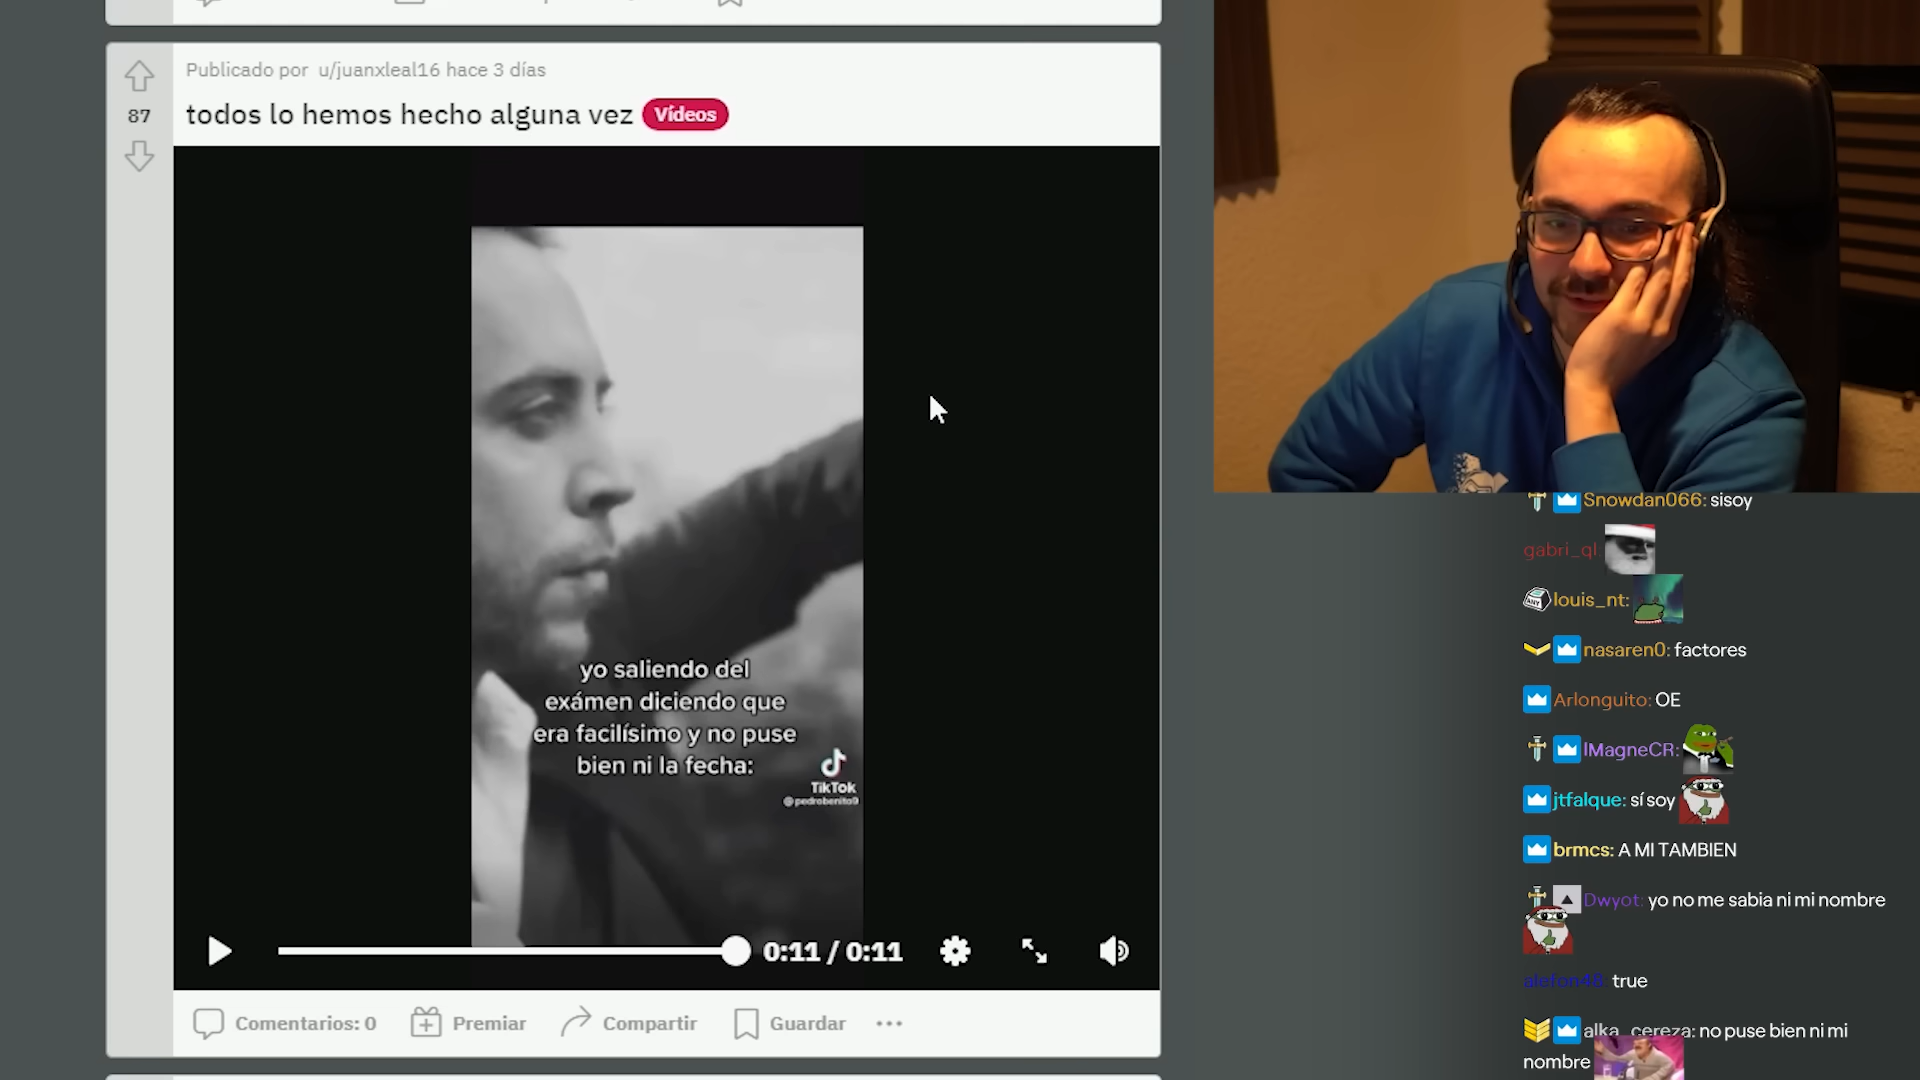 Publicado por u/juanxleal16 hace 3 días
87
todos lo hemos hecho alguna vez Vídeos
yo saliendo del
exámen diciendo que
era facilísimo y no puse
bien ni la fecha:
TikTok
@pedrobenito9
0:11 / 0:11
Comentarios: 0 Premiar Compartir Guardar
Snowdan066: sisoy
gabri_ql
louis_nt:
nasaren0: factores
Arlonguito: OE
lMagneCR:
jtfalque: sí soy
brmcs: A MI TAMBIEN
Dwyot: yo no me sabia ni mi nombre
alefon48: true
alka_cereza: no puse bien ni mi
nombre